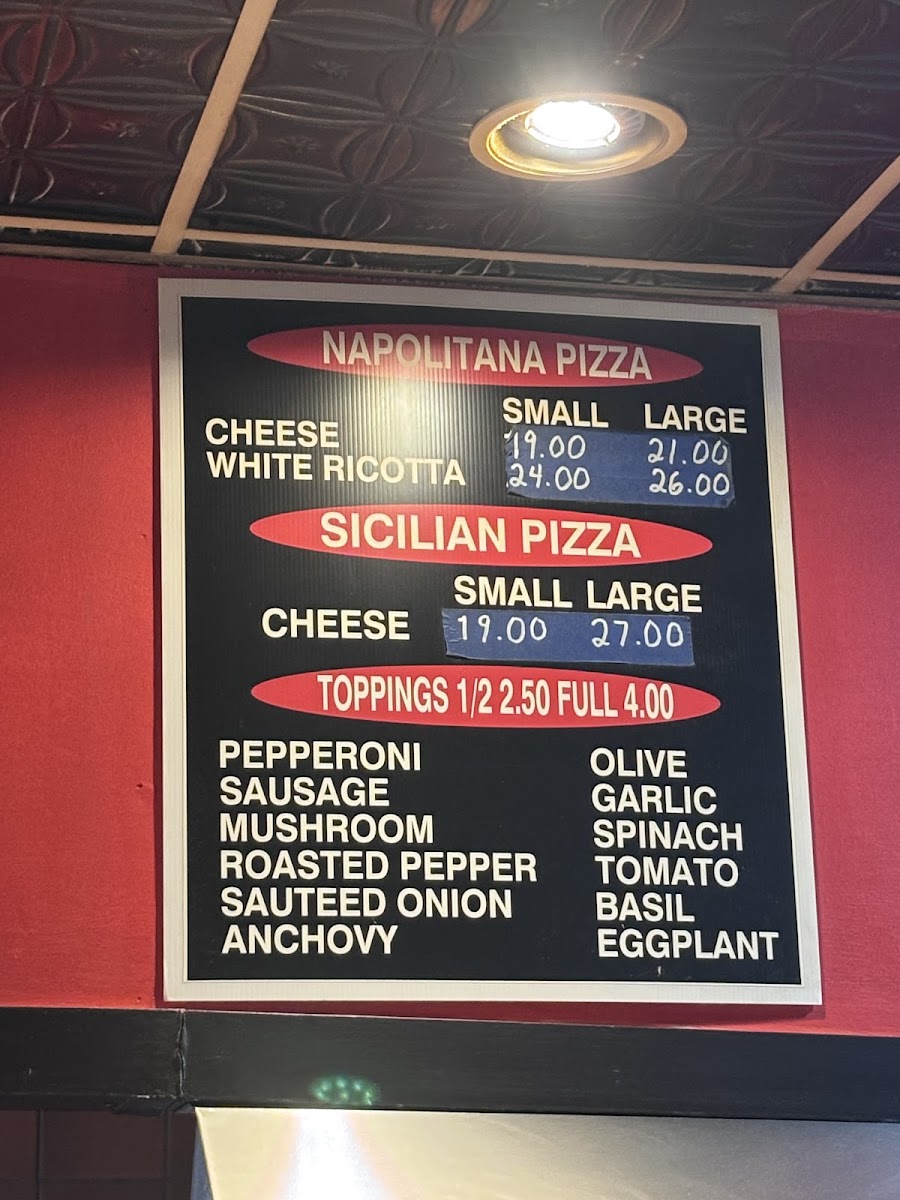 NAPOLITANA PIZZA
SMALL LARGE
CHEESE 19.00 21.00
WHITE RICOTTA 24.00 26.00
SICILIAN PIZZA
SMALL LARGE
CHEESE 19.00 27.00
TOPPINGS 1/2 2.50 FULL 4.00
PEPPERONI
SAUSAGE
MUSHROOM
ROASTED PEPPER
SAUTEED ONION
ANCHOVY
OLIVE
GARLIC
SPINACH
TOMATO
BASIL
EGGPLANT